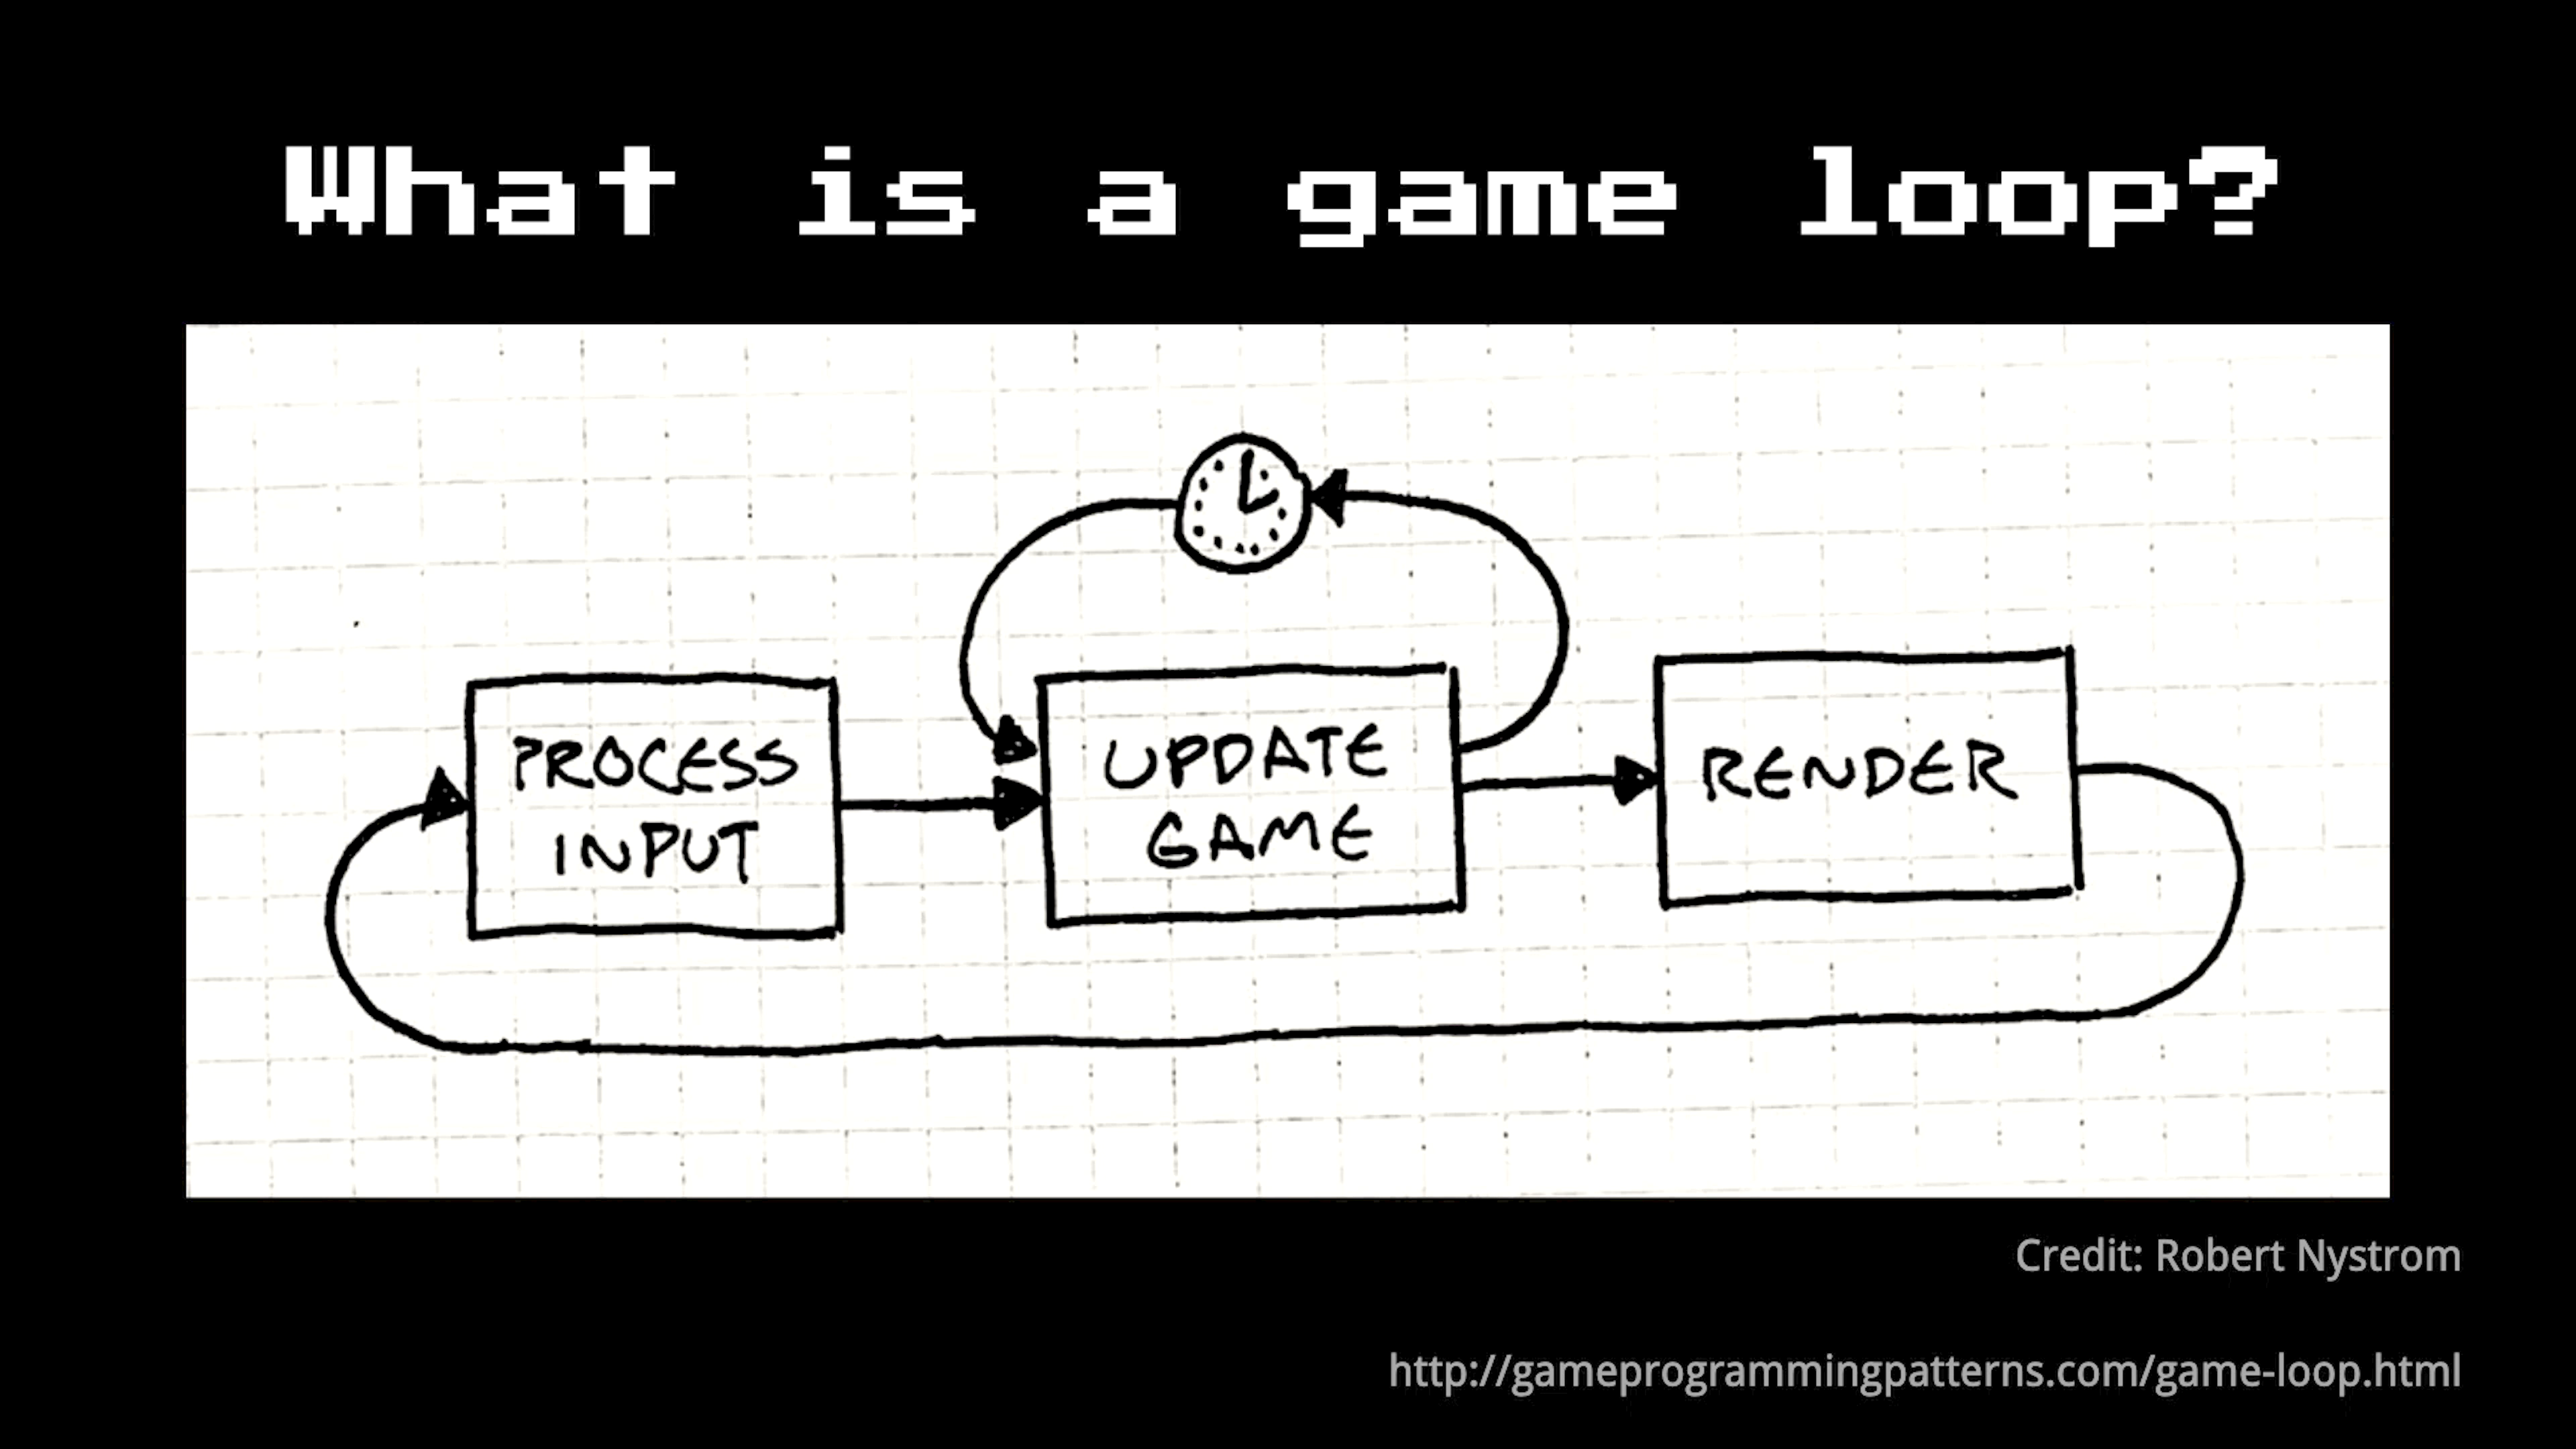 What is a game loop?
PROCESS
INPUT
UPDATE
GAME
RENDER
Credit: Robert Nystrom
http://gameprogrammingpatterns.com/game-loop.html